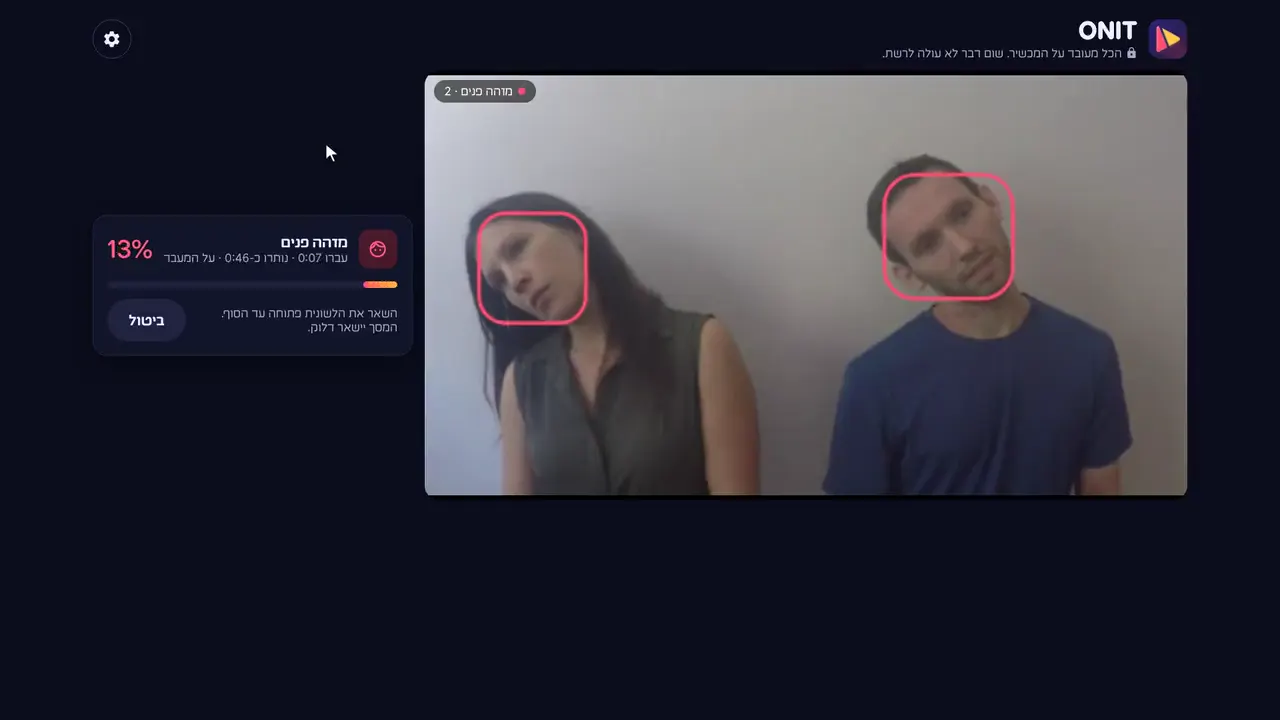 ONIT
הכל מעובד על המכשיר. שום דבר לא עולה לרשת.
מזהה פנים · 2
מזהה פנים
עברו 0:07 · נותרו כ-0:46 · על המעבד
13%
השאר את הלשונית פתוחה עד הסוף.
המסך יישאר דלוק.
ביטול